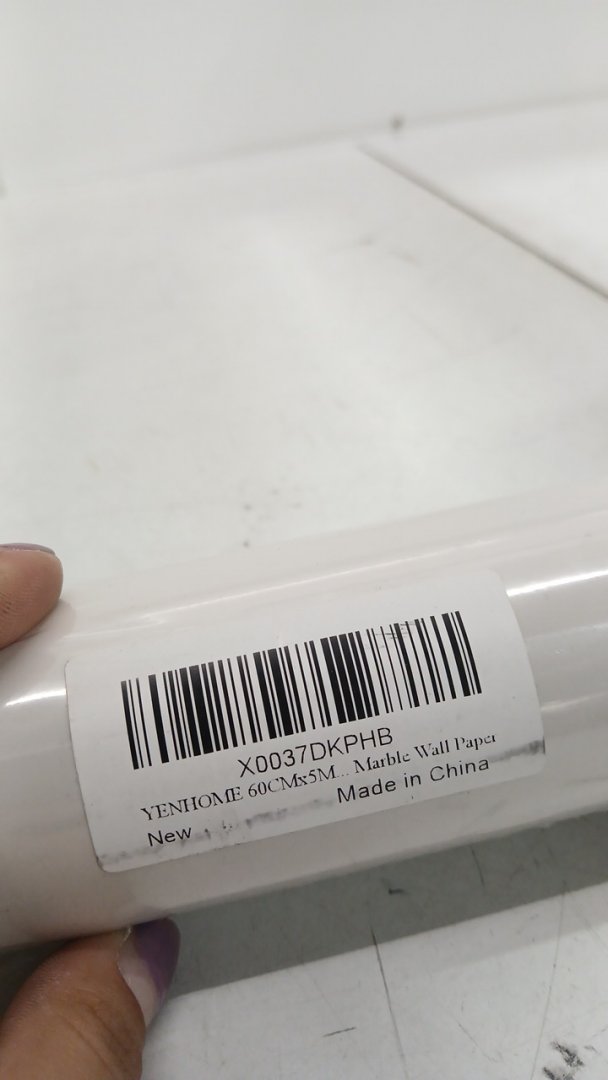 X0037DKPHB
YENHOME 60CMx5M... Marble Wall Paper
New
Made in China